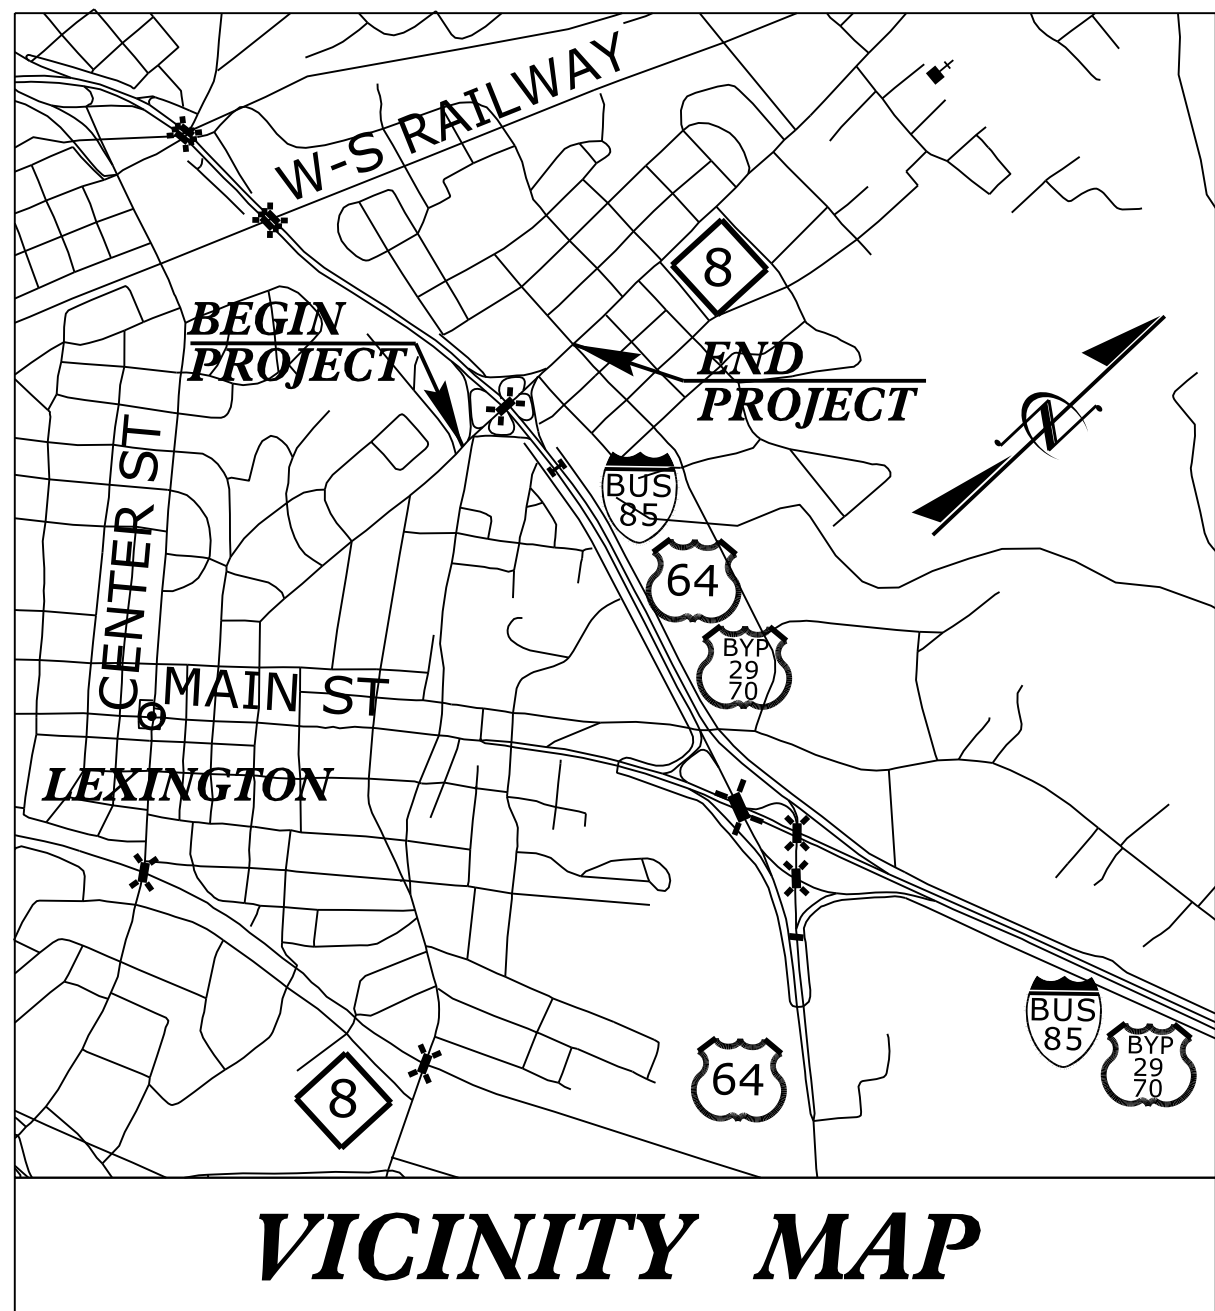 W-S RAILWAY
8
BEGIN
PROJECT
END
PROJECT
N
CENTER ST
BUS
85
64
BYP
29
70
MAIN ST
LEXINGTON
BUS
85
BYP
29
70
64
8
VICINITY MAP